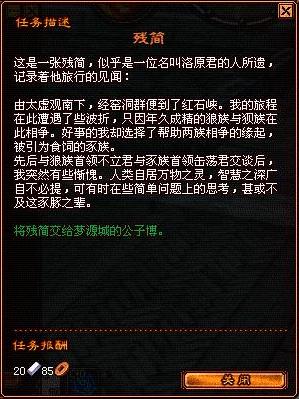 任务描述
残简
这是一张残简，似乎是一位名叫洛原君的人所遗，
记录着他旅行的见闻：
由太虚观南下，经窑洞群便到了红石峡。我的旅程
在此遭遇了些波折，只因年久成精的狼族与狈族在
此相争。好事的我却选择了帮助两族相争的缘起，
被引为食饲的豕族。
先后与狼族首领不立君与豕族首领缶荡君交谈后，
我突然有些惭愧。人类自居万物之灵，智慧之深广
自不必提，可有时在些简单问题上的思考，甚或不
及这豕豚之辈。
将残简交给梦源城的公子博。
任务报酬
20 85
关闭